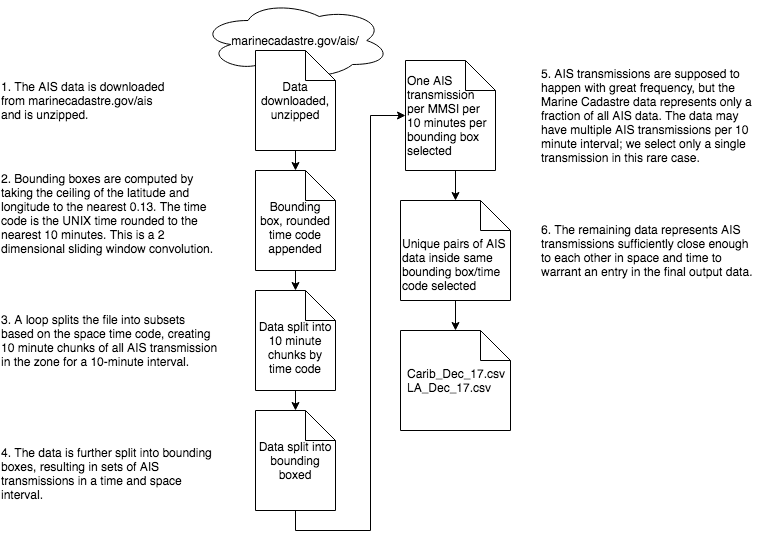 marinecadastre.gov/ais/
1. The AIS data is downloaded
from marinecadastre.gov/ais
and is unzipped.
Data
downloaded,
unzipped
2. Bounding boxes are computed by
taking the ceiling of the latitude and
longitude to the nearest 0.13. The time
code is the UNIX time rounded to the
nearest 10 minutes. This is a 2
dimensional sliding window convolution.
Bounding
box, rounded
time code
appended
3. A loop splits the file into subsets
based on the space time code, creating
10 minute chunks of all AIS transmission
in the zone for a 10-minute interval.
Data split into
10 minute
chunks by
time code
4. The data is further split into bounding
boxes, resulting in sets of AIS
transmissions in a time and space
interval.
Data split into
bounding
boxed
One AIS
transmission
per MMSI per
10 minutes per
bounding box
selected
5. AIS transmissions are supposed to
happen with great frequency, but the
Marine Cadastre data represents only a
fraction of all AIS data. The data may
have multiple AIS transmissions per 10
minute interval; we select only a single
transmission in this rare case.
Unique pairs of AIS
data inside same
bounding box/time
code selected
6. The remaining data represents AIS
transmissions sufficiently close enough
to each other in space and time to
warrant an entry in the final output data.
Carib_Dec_17.csv
LA_Dec_17.csv